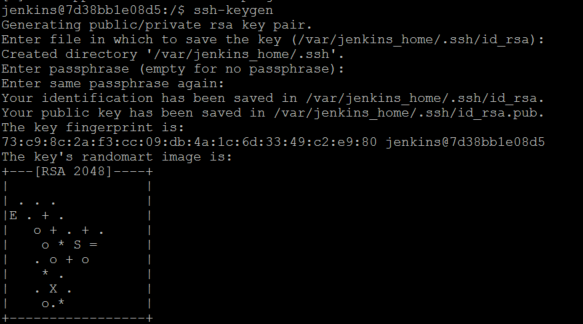 jenkins@7d38bb1e08d5:/$ ssh-keygen
Generating public/private rsa key pair.
Enter file in which to save the key (/var/jenkins_home/.ssh/id_rsa):
Created directory '/var/jenkins_home/.ssh'.
Enter passphrase (empty for no passphrase):
Enter same passphrase again:
Your identification has been saved in /var/jenkins_home/.ssh/id_rsa.
Your public key has been saved in /var/jenkins_home/.ssh/id_rsa.pub.
The key fingerprint is:
73:c9:8c:2a:f3:cc:09:db:4a:1c:6d:33:49:c2:e9:80 jenkins@7d38bb1e08d5
The key's randomart image is:
+---[RSA 2048]----+
|                 |
| . . .           |
|E . + .          |
|   o + . + .     |
|    o * S =      |
|   . o + o       |
|    * .          |
|   . X .         |
|    o.*          |
+-----------------+